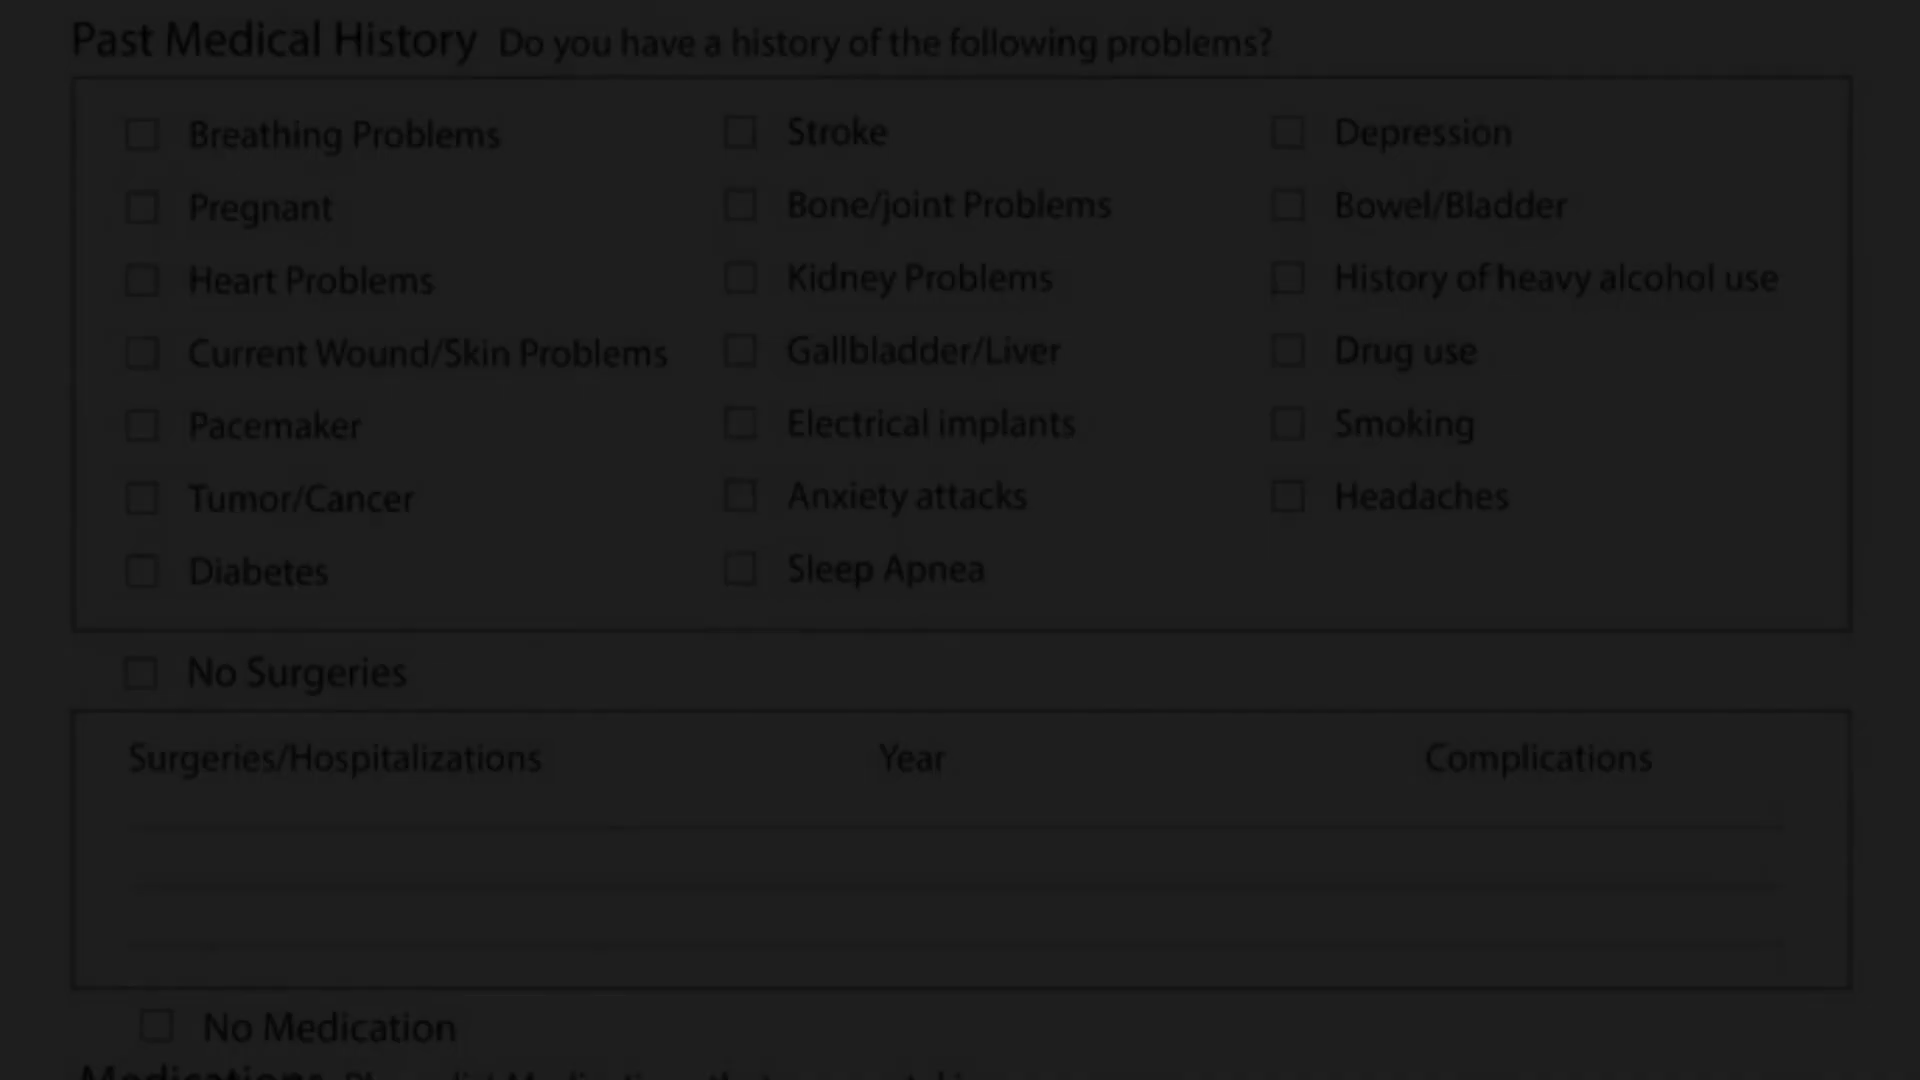 Past Medical History Do you have a history of the following problems?
Breathing Problems
Pregnant
Heart Problems
Current Wound/Skin Problems
Pacemaker
Tumor/Cancer
Diabetes
Stroke
Bone/joint Problems
Kidney Problems
Gallbladder/Liver
Electrical implants
Anxiety attacks
Sleep Apnea
Depression
Bowel/Bladder
History of heavy alcohol use
Drug use
Smoking
Headaches
No Surgeries
Surgeries/Hospitalizations Year Complications
No Medication
Medications